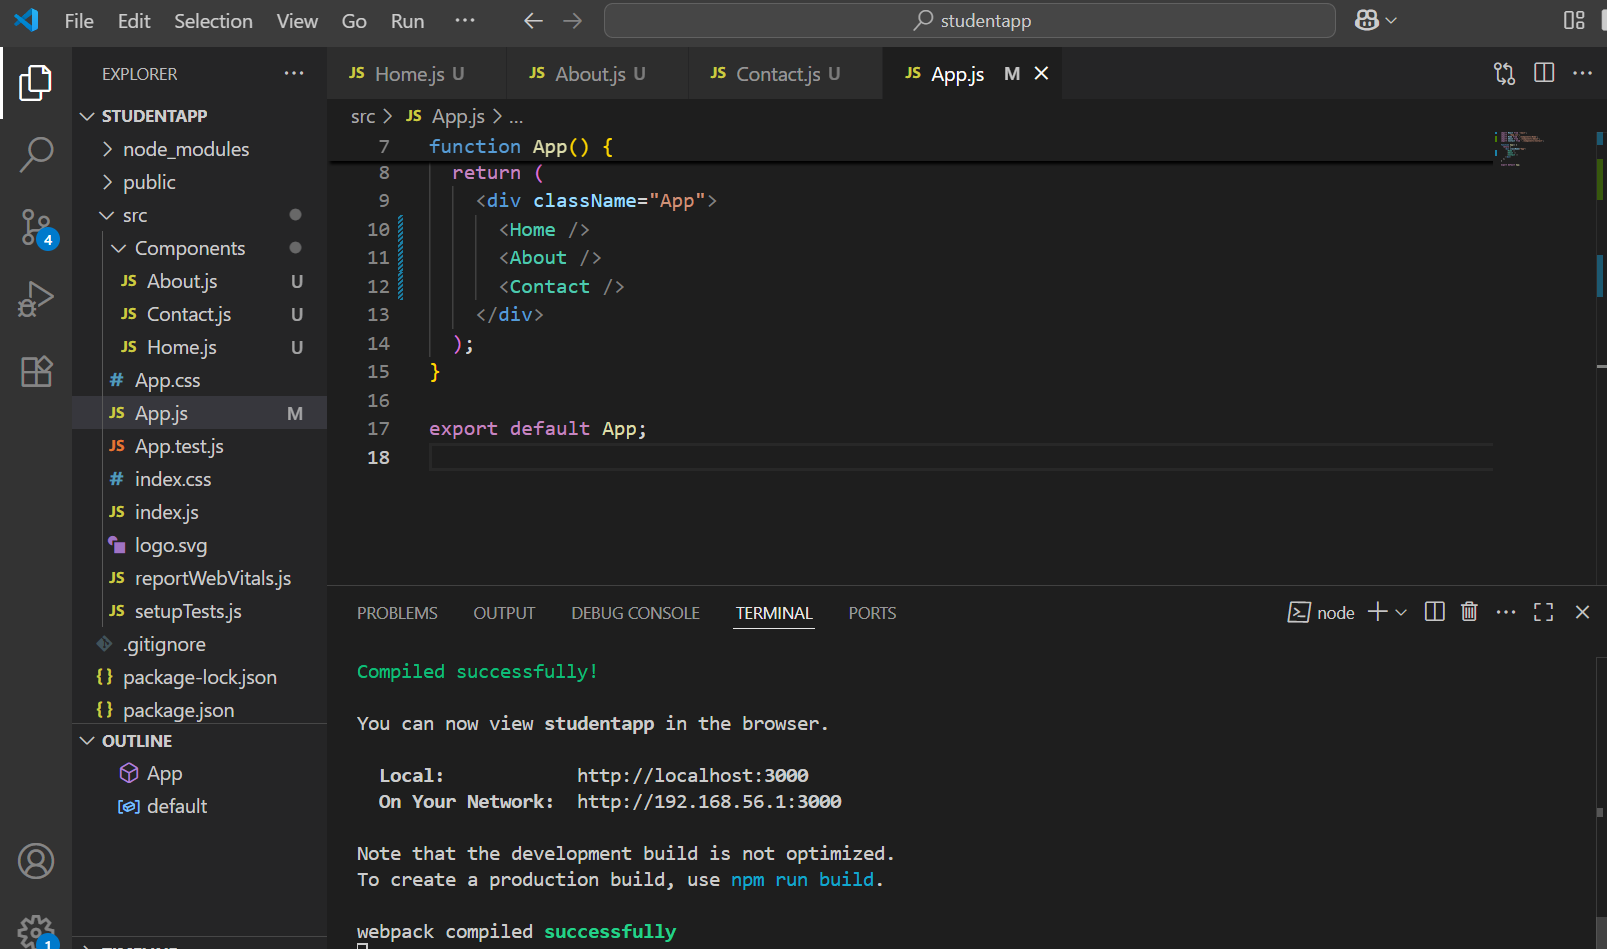 File Edit Selection View Go Run ... studentapp
EXPLORER ...
STUDENTAPP
node_modules
public
src
Components
JS About.js U
JS Contact.js U
JS Home.js U
# App.css
JS App.js M
JS App.test.js
# index.css
JS index.js
logo.svg
JS reportWebVitals.js
JS setupTests.js
.gitignore
{} package-lock.json
{} package.json
OUTLINE
App
default
4
1
JS Home.js U JS About.js U JS Contact.js U JS App.js M
src > JS App.js > ...
7 function App() {
8 return (
9 <div className="App">
10 <Home />
11 <About />
12 <Contact />
13 </div>
14 );
15 }
16
17 export default App;
18
PROBLEMS OUTPUT DEBUG CONSOLE TERMINAL PORTS node
Compiled successfully!
You can now view studentapp in the browser.
Local: http://localhost:3000
On Your Network: http://192.168.56.1:3000
Note that the development build is not optimized.
To create a production build, use npm run build.
webpack compiled successfully